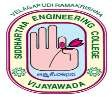 VELAGAPUDI RAMAKRISHNA
SIDDHARTHA ENGINEERING COLLEGE
VIJAYAWADA